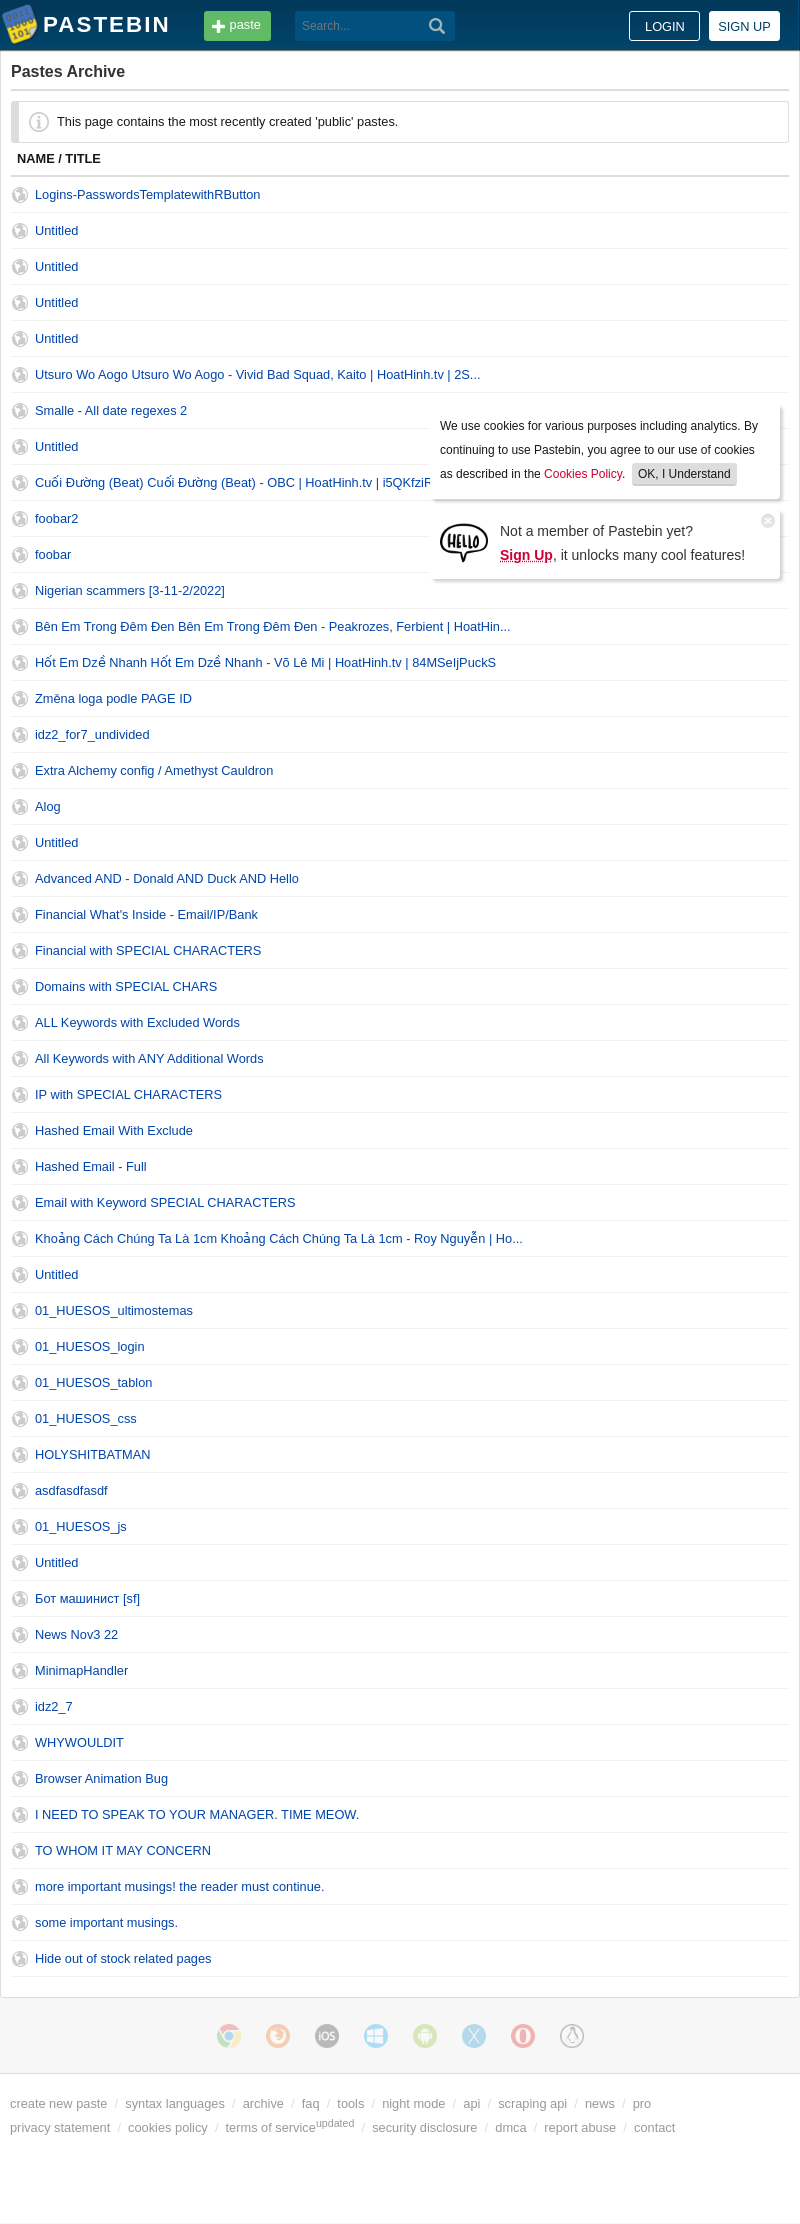 PASTEBIN paste Search... LOGIN SIGN UP
Pastes Archive
This page contains the most recently created 'public' pastes.
NAME / TITLE
Logins-PasswordsTemplatewithRButton
Untitled
Untitled
Untitled
Untitled
Utsuro Wo Aogo Utsuro Wo Aogo - Vivid Bad Squad, Kaito | HoatHinh.tv | 2S...
Smalle - All date regexes 2
Untitled
Cuối Đường (Beat) Cuối Đường (Beat) - OBC | HoatHinh.tv |
foobar2
foobar
We use cookies for various purposes including analytics. By
continuing to use Pastebin, you agree to our use of cookies
as described in the Cookies Policy. OK, I Understand
HELLO
Not a member of Pastebin yet?
Sign Up, it unlocks many cool features!
Nigerian scammers [3-11-2/2022]
Bên Em Trong Đêm Đen Bên Em Trong Đêm Đen - Peakrozes, Ferbient | HoatHin...
Hốt Em Dzề Nhanh Hốt Em Dzề Nhanh - Võ Lê Mi | HoatHinh.tv | 84MSeIjPuckS
Změna loga podle PAGE ID
idz2_for7_undivided
Extra Alchemy config / Amethyst Cauldron
Alog
Untitled
Advanced AND - Donald AND Duck AND Hello
Financial What's Inside - Email/IP/Bank
Financial with SPECIAL CHARACTERS
Domains with SPECIAL CHARS
ALL Keywords with Excluded Words
All Keywords with ANY Additional Words
IP with SPECIAL CHARACTERS
Hashed Email With Exclude
Hashed Email - Full
Email with Keyword SPECIAL CHARACTERS
Khoảng Cách Chúng Ta Là 1cm Khoảng Cách Chúng Ta Là 1cm - Roy Nguyễn | Ho...
Untitled
01_HUESOS_ultimostemas
01_HUESOS_login
01_HUESOS_tablon
01_HUESOS_css
HOLYSHITBATMAN
asdfasdfasdf
01_HUESOS_js
Untitled
Бот машинист [sf]
News Nov3 22
MinimapHandler
idz2_7
WHYWOULDIT
Browser Animation Bug
I NEED TO SPEAK TO YOUR MANAGER. TIME MEOW.
TO WHOM IT MAY CONCERN
more important musings! the reader must continue.
some important musings.
Hide out of stock related pages
iOS
create new paste / syntax languages / archive / faq / tools / night mode / api / scraping api / news / pro
privacy statement / cookies policy / terms of service updated / security disclosure / dmca / report abuse / contact